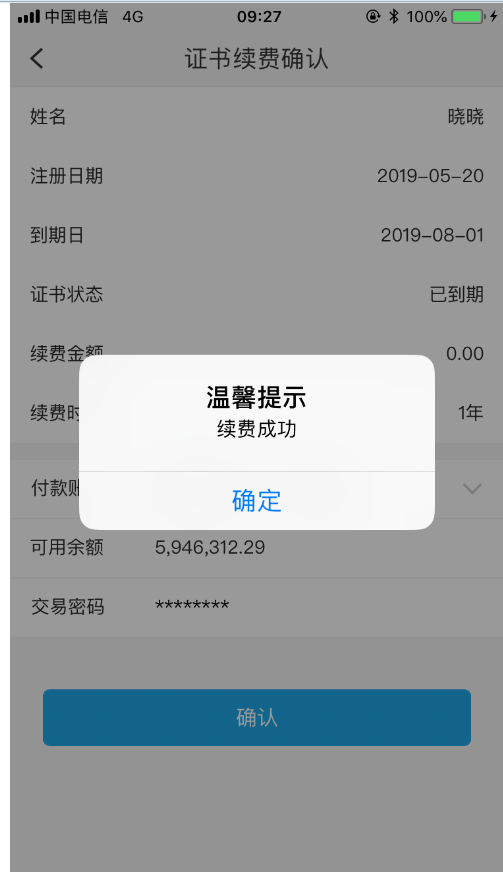 中国电信 4G 09:27 100%
证书续费确认
姓名 晓晓
注册日期 2019-05-20
到期日 2019-08-01
证书状态 已到期
续费金额 0.00
续费时 1年
温馨提示
续费成功
付款账
确定
可用余额 5,946,312.29
交易密码 ********
确认